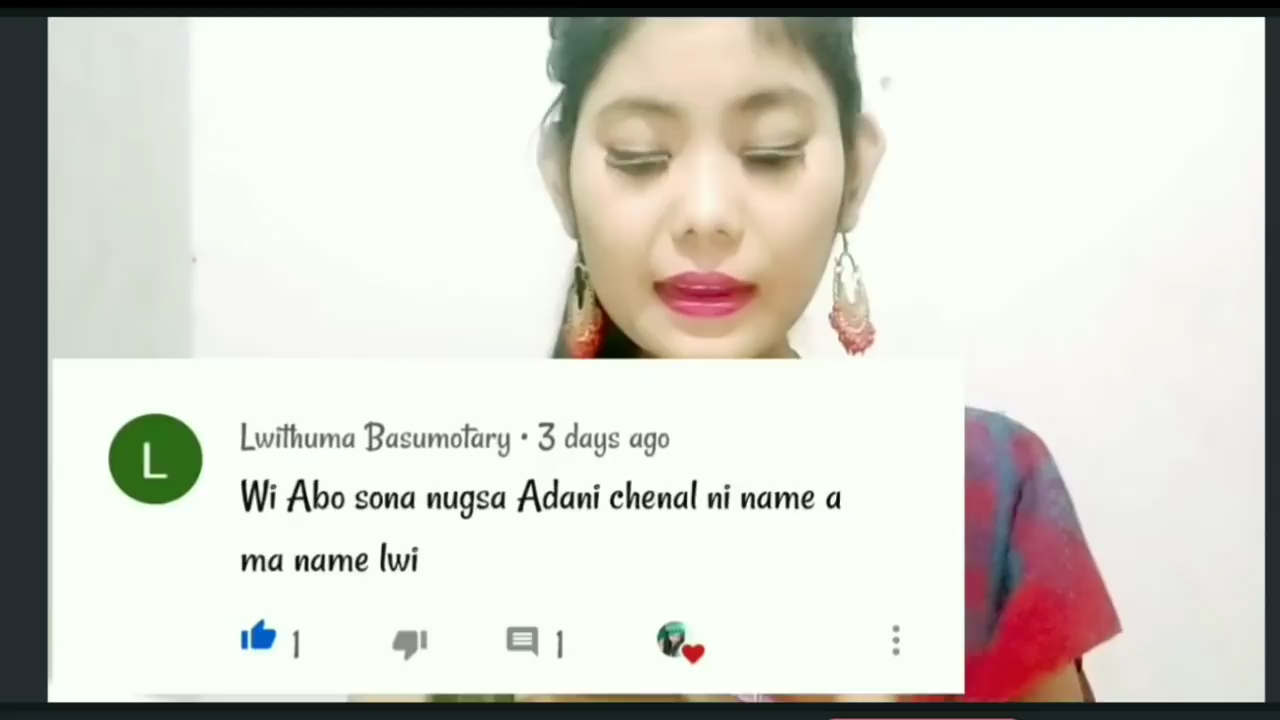 L
Lwithuma Basumotary • 3 days ago
Wi Abo sona nugsa Adani chenal ni name a
ma name lwi
1
1